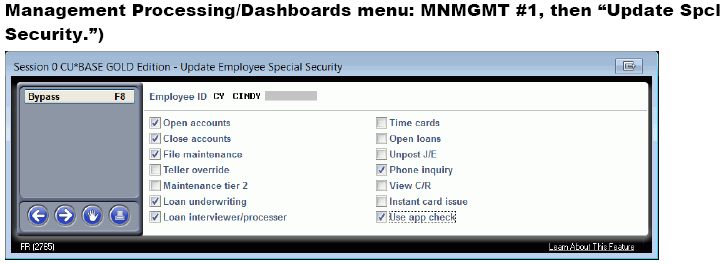 Management Processing/Dashboards menu: MNMGMT #1, then “Update Spcl
Security.”)
Session 0 CU*BASE GOLD Edition - Update Employee Special Security
Bypass F8
Employee ID CY CINDY
Open accounts
Close accounts
File maintenance
Teller override
Maintenance tier 2
Loan underwriting
Loan interviewer/processer
Time cards
Open loans
Unpost J/E
Phone inquiry
View C/R
Instant card issue
Use app check
FR (2765)
Learn About This Feature